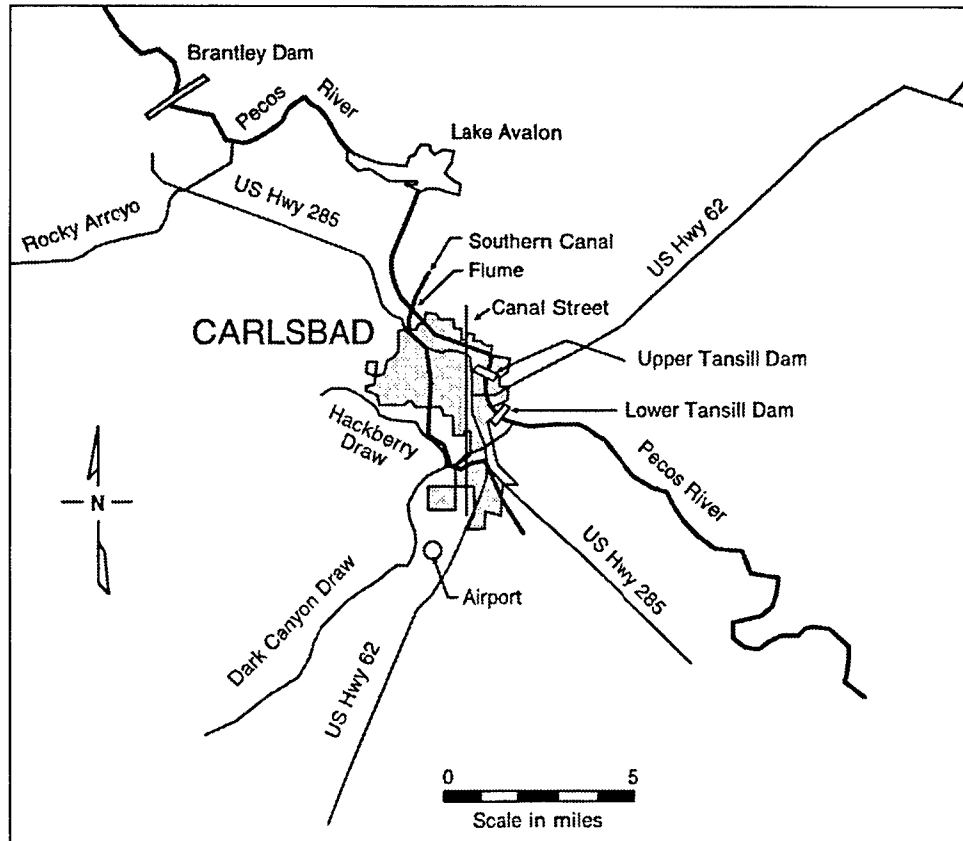 Brantley Dam
Pecos
River
Lake Avalon
US Hwy 285
Rocky Arroyo
US Hwy 62
Southern Canal
Flume
Canal Street
CARLSBAD
Upper Tansill Dam
Lower Tansill Dam
Hackberry
Draw
Pecos River
N
US Hwy 285
Airport
Dark Canyon Draw
US Hwy 62
0 5
Scale in miles